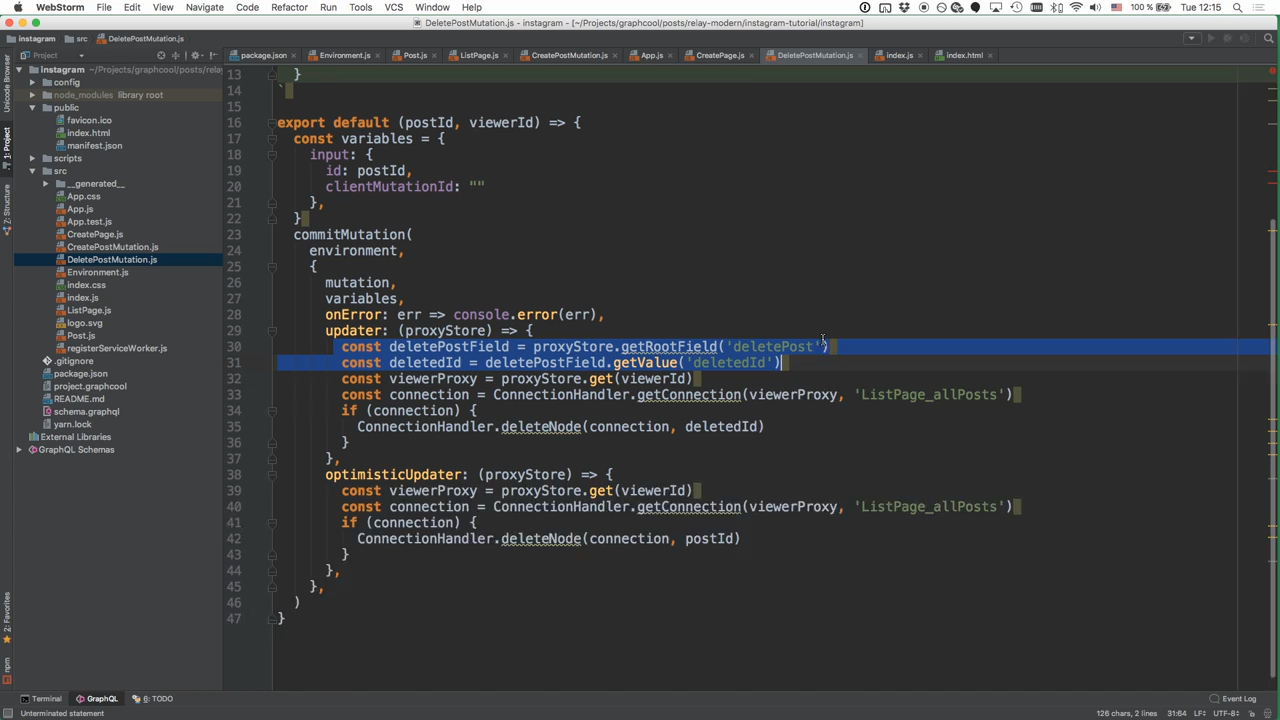 WebStorm File Edit View Navigate Code Refactor Run Tools VCS Window Help 100 % Tue 12:15
DeletePostMutation.js - instagram - [~/Projects/graphcool/posts/relay-modern/instagram-tutorial/instagram]
instagram src DeletePostMutation.js
Project
package.json Environment.js Post.js ListPage.js CreatePostMutation.js App.js CreatePage.js DeletePostMutation.js index.js index.html
Unicode Browser
1: Project
7: Structure
2: Favorites
npm
Instagram ~/Projects/graphcool/posts/relay
config
node_modules library root
public
favicon.ico
index.html
manifest.json
scripts
src
__generated__
App.css
App.js
App.test.js
CreatePage.js
CreatePostMutation.js
DeletePostMutation.js
Environment.js
index.css
index.js
ListPage.js
logo.svg
Post.js
registerServiceWorker.js
.gitignore
package.json
project.graphcool
README.md
schema.graphql
yarn.lock
External Libraries
GraphQL Schemas
13 }
14 `
15
16 export default (postId, viewerId) => {
17 const variables = {
18 input: {
19 id: postId,
20 clientMutationId: ""
21 },
22 }
23 commitMutation(
24 environment,
25 {
26 mutation,
27 variables,
28 onError: err => console.error(err),
29 updater: (proxyStore) => {
30 const deletePostField = proxyStore.getRootField('deletePost')
31 const deletedId = deletePostField.getValue('deletedId')
32 const viewerProxy = proxyStore.get(viewerId)
33 const connection = ConnectionHandler.getConnection(viewerProxy, 'ListPage_allPosts')
34 if (connection) {
35 ConnectionHandler.deleteNode(connection, deletedId)
36 }
37 },
38 optimisticUpdater: (proxyStore) => {
39 const viewerProxy = proxyStore.get(viewerId)
40 const connection = ConnectionHandler.getConnection(viewerProxy, 'ListPage_allPosts')
41 if (connection) {
42 ConnectionHandler.deleteNode(connection, postId)
43 }
44 },
45 },
46 )
47 }
Terminal GraphQL 6: TODO Event Log
Unterminated statement 126 chars, 2 lines 31:64 LF÷ UTF-8÷